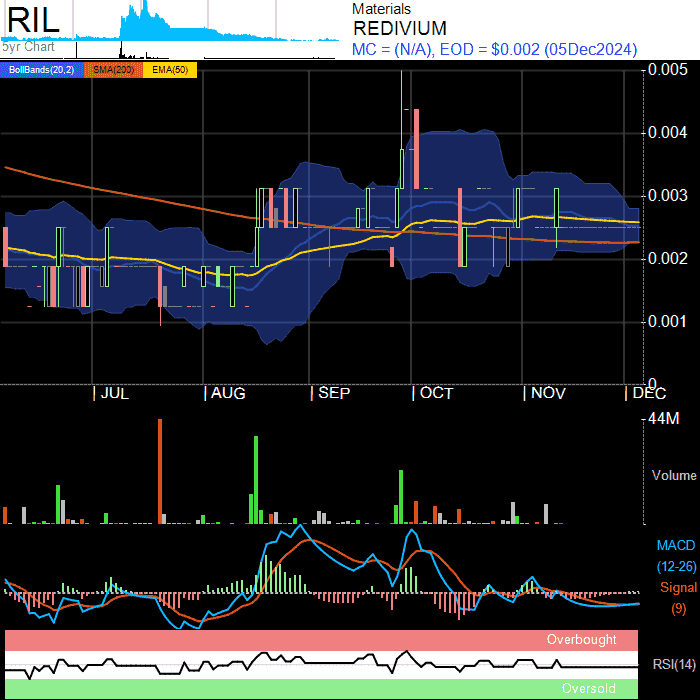 RIL
5yr Chart
Materials
REDIVIUM
MC = (N/A), EOD = $0.002 (05Dec2024)
BollBands(20,2) SMA(200) EMA(50)
0.005
0.004
0.003
0.002
0.001
0
JUL AUG SEP OCT NOV DEC
44M
Volume
MACD
(12-26)
Signal
(9)
Overbought
RSI(14)
Oversold